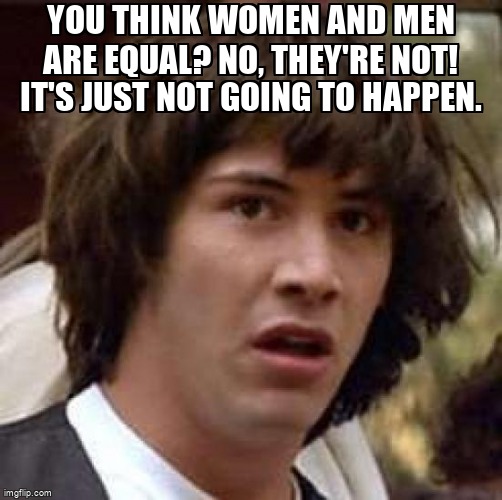 YOU THINK WOMEN AND MEN
ARE EQUAL? NO, THEY'RE NOT!
IT'S JUST NOT GOING TO HAPPEN.
imgflip.com